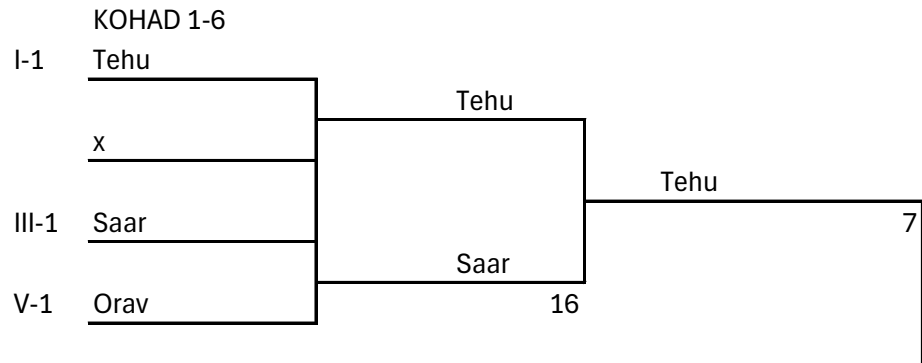 KOHAD 1-6
I-1 Tehu
Tehu
x
Tehu
III-1 Saar
7
Saar
V-1 Orav
16